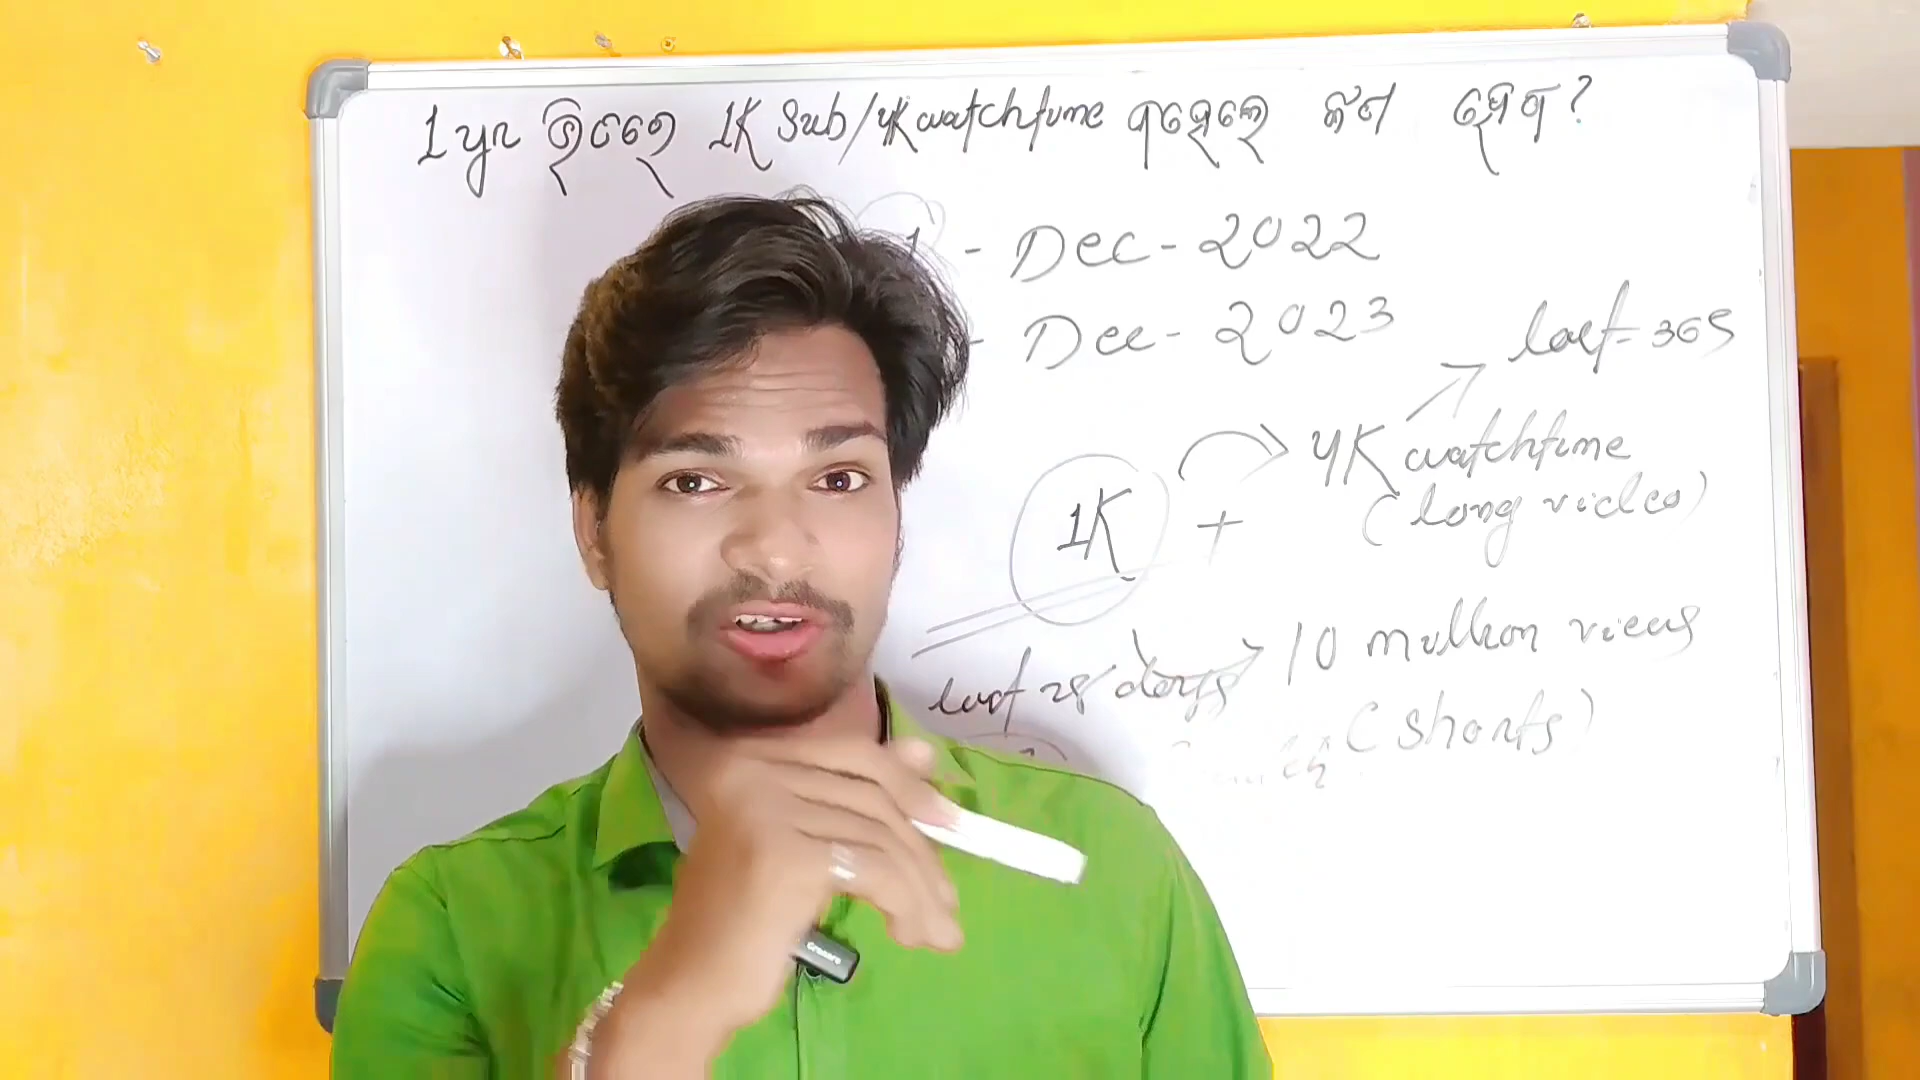 1 yr ଭିତରେ 1K Sub/4K watchtime ନହେଲେ କଣ ହେବ?
1 - Dec - 2022
- Dec - 2023
last - 365
1K + 4K watchtime
(long video)
last 28 days 10 million views
(Shorts)